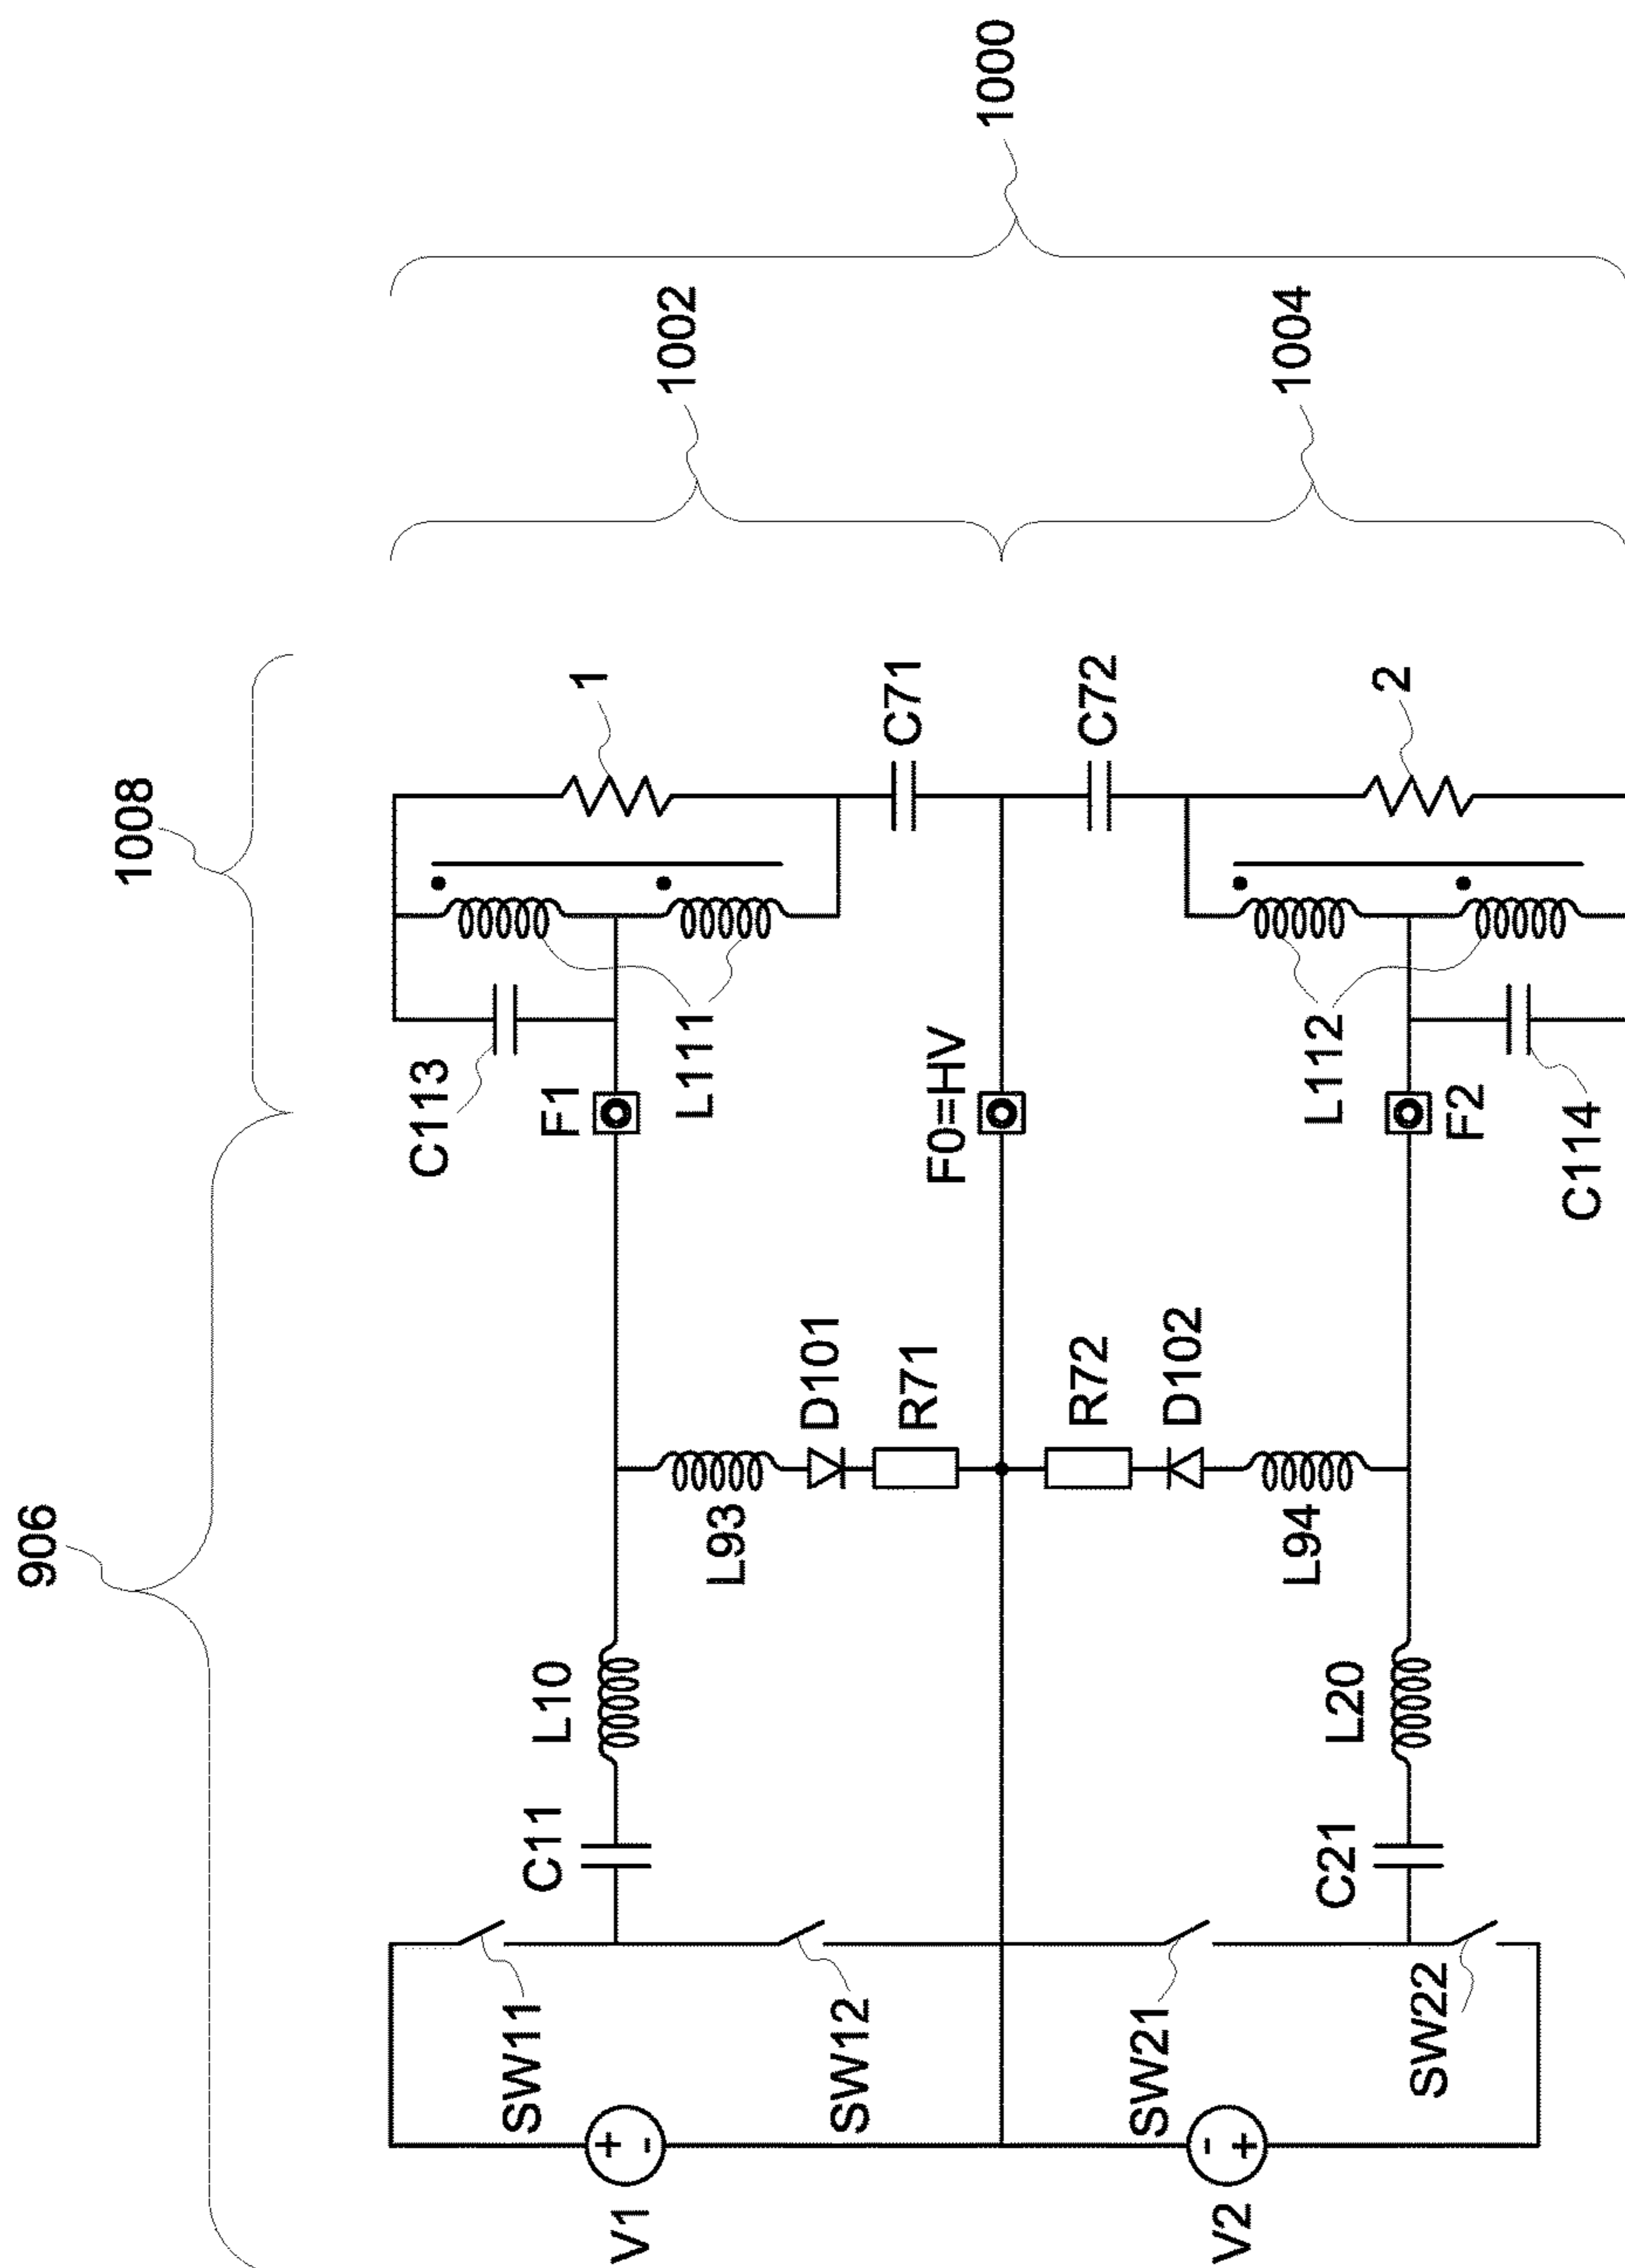 906
1008
1000
1002
1004
1
C71
C72
2
C113
F1
L111
F0=HV
L112
F2
C114
D101
R71
R72
D102
L93
L94
L10
L20
C11
C21
SW11
SW12
SW21
SW22
V1
+
-
V2
-
+